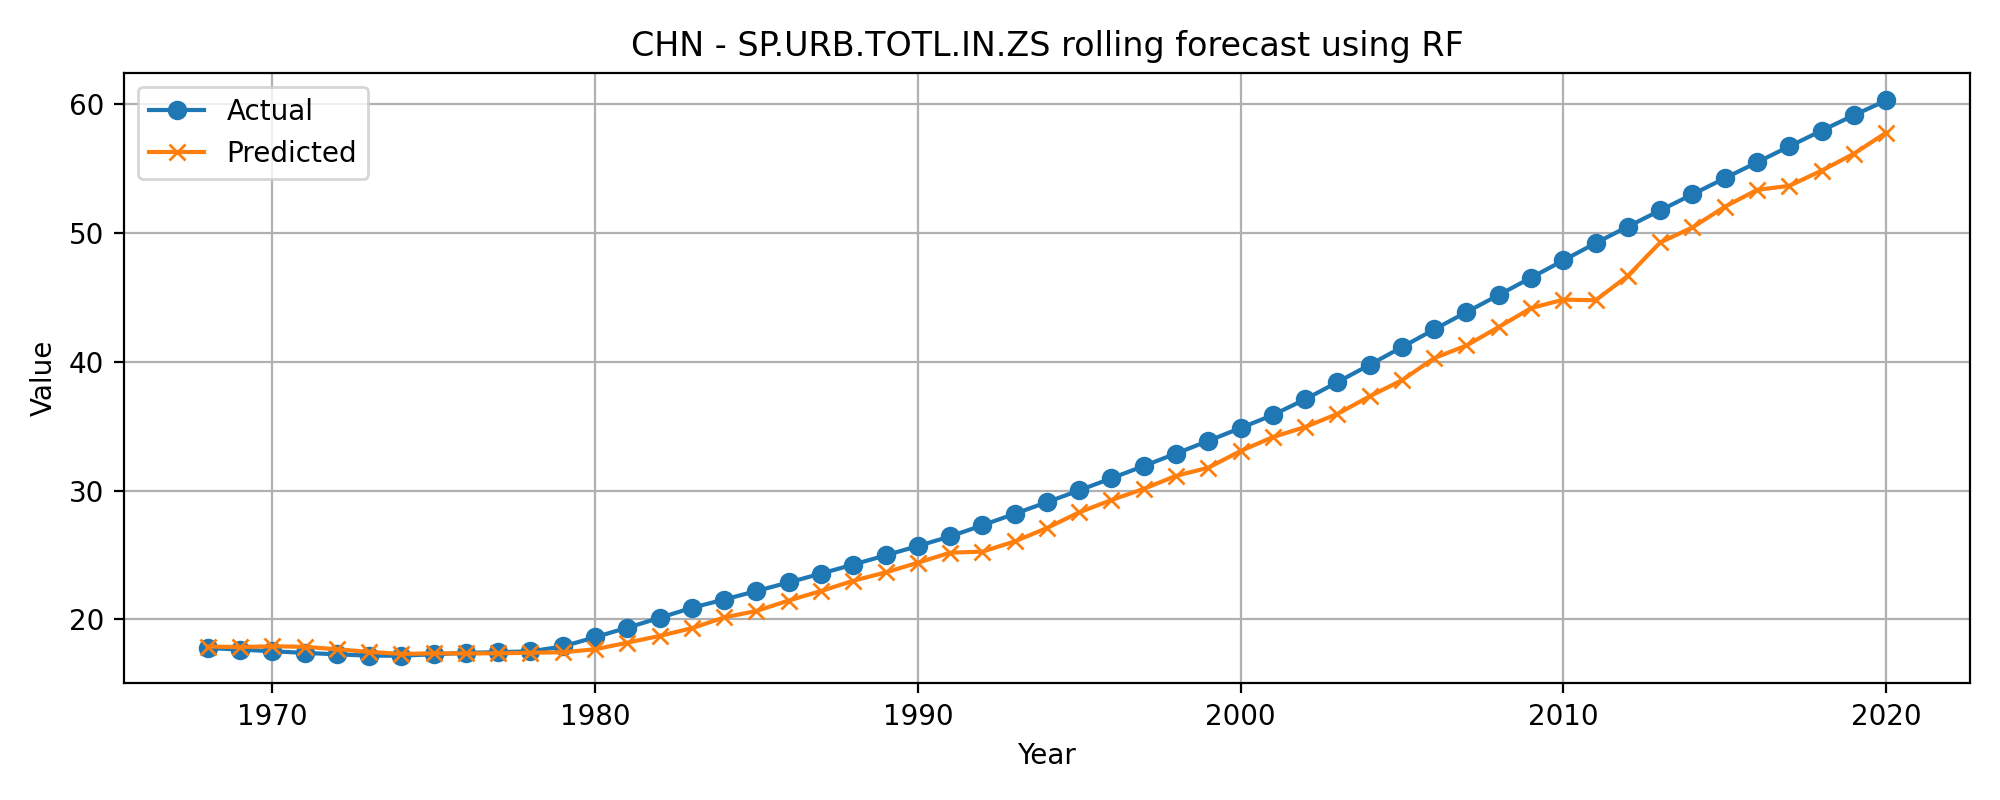 CHN - SP.URB.TOTL.IN.ZS rolling forecast using RF
Actual
Predicted
60
50
40
30
20
Value
1970 1980 1990 2000 2010 2020
Year